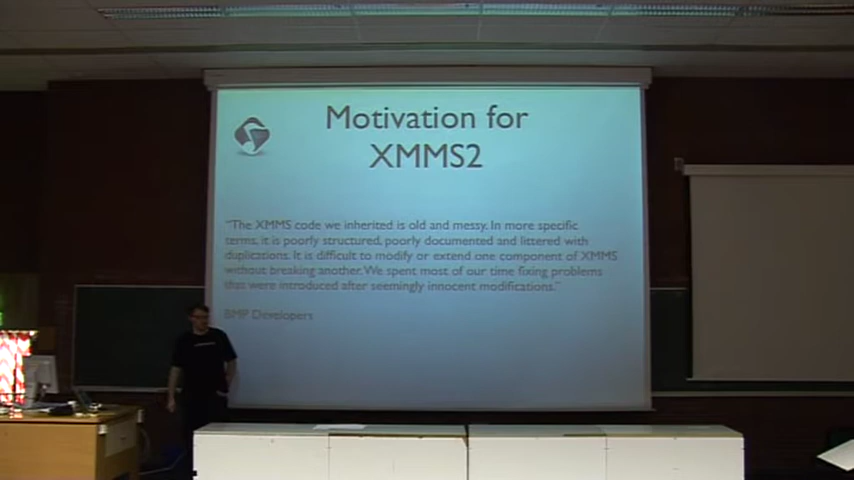 Motivation for
XMMS2
"The XMMS code we inherited is old and messy. In more specific
terms, it is poorly structured, poorly documented and littered with
duplications. It is difficult to modify or extend one component of XMMS
without breaking another. We spent most of our time fixing problems
that were introduced after seemingly innocent modifications."
BMP Developers